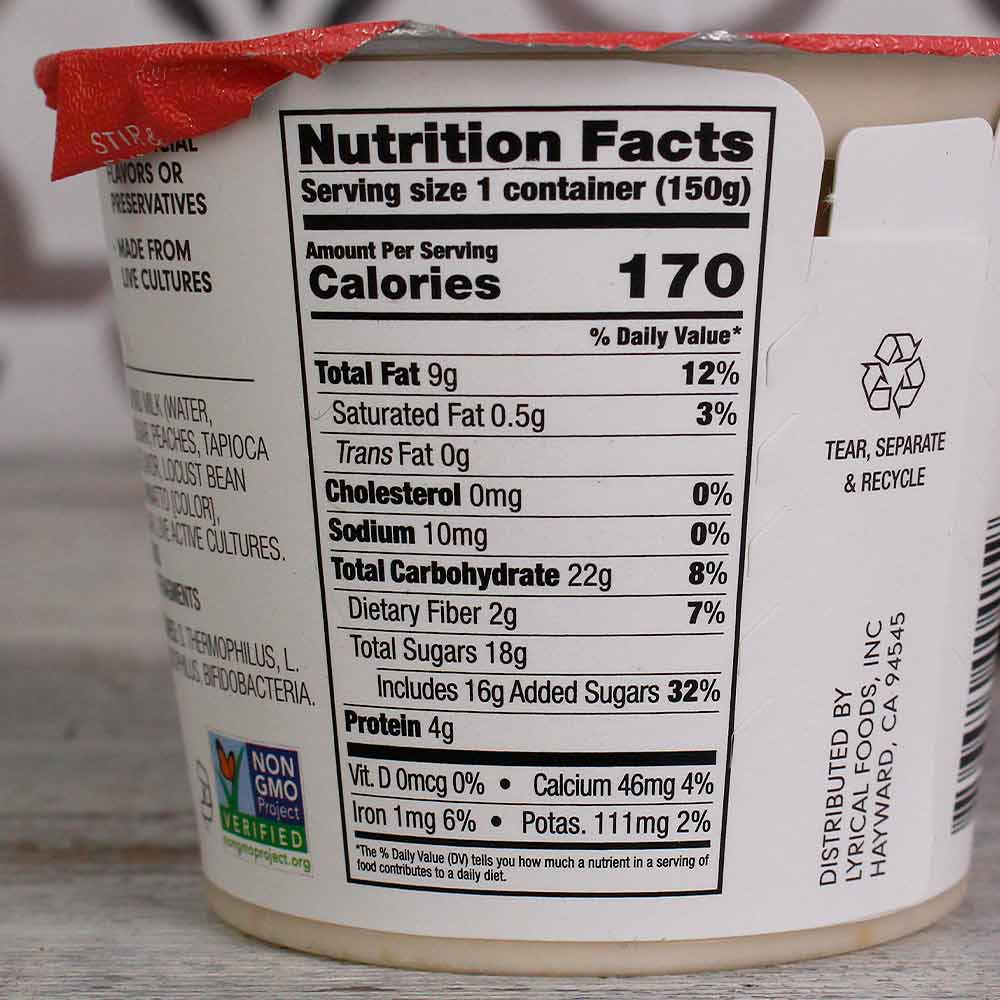 STIR &
FLAVORS OR
PRESERVATIVES
· MADE FROM
LIVE CULTURES
MILK (WATER,
PEACHES, TAPIOCA
LOCUST BEAN
(COLOR),
LIVE ACTIVE CULTURES.
THERMOPHILUS, L.
BIFIDOBACTERIA.
NON
GMO
Project
VERIFIED
nongmoproject.org
Nutrition Facts
Serving size 1 container (150g)
Amount Per Serving
Calories 170
% Daily Value*
Total Fat 9g 12%
Saturated Fat 0.5g 3%
Trans Fat 0g
Cholesterol 0mg 0%
Sodium 10mg 0%
Total Carbohydrate 22g 8%
Dietary Fiber 2g 7%
Total Sugars 18g
Includes 16g Added Sugars 32%
Protein 4g
Vit. D 0mcg 0% • Calcium 46mg 4%
Iron 1mg 6% • Potas. 111mg 2%
*The % Daily Value (DV) tells you how much a nutrient in a serving of
food contributes to a daily diet.
TEAR, SEPARATE
& RECYCLE
DISTRIBUTED BY
LYRICAL FOODS, INC
HAYWARD, CA 94545